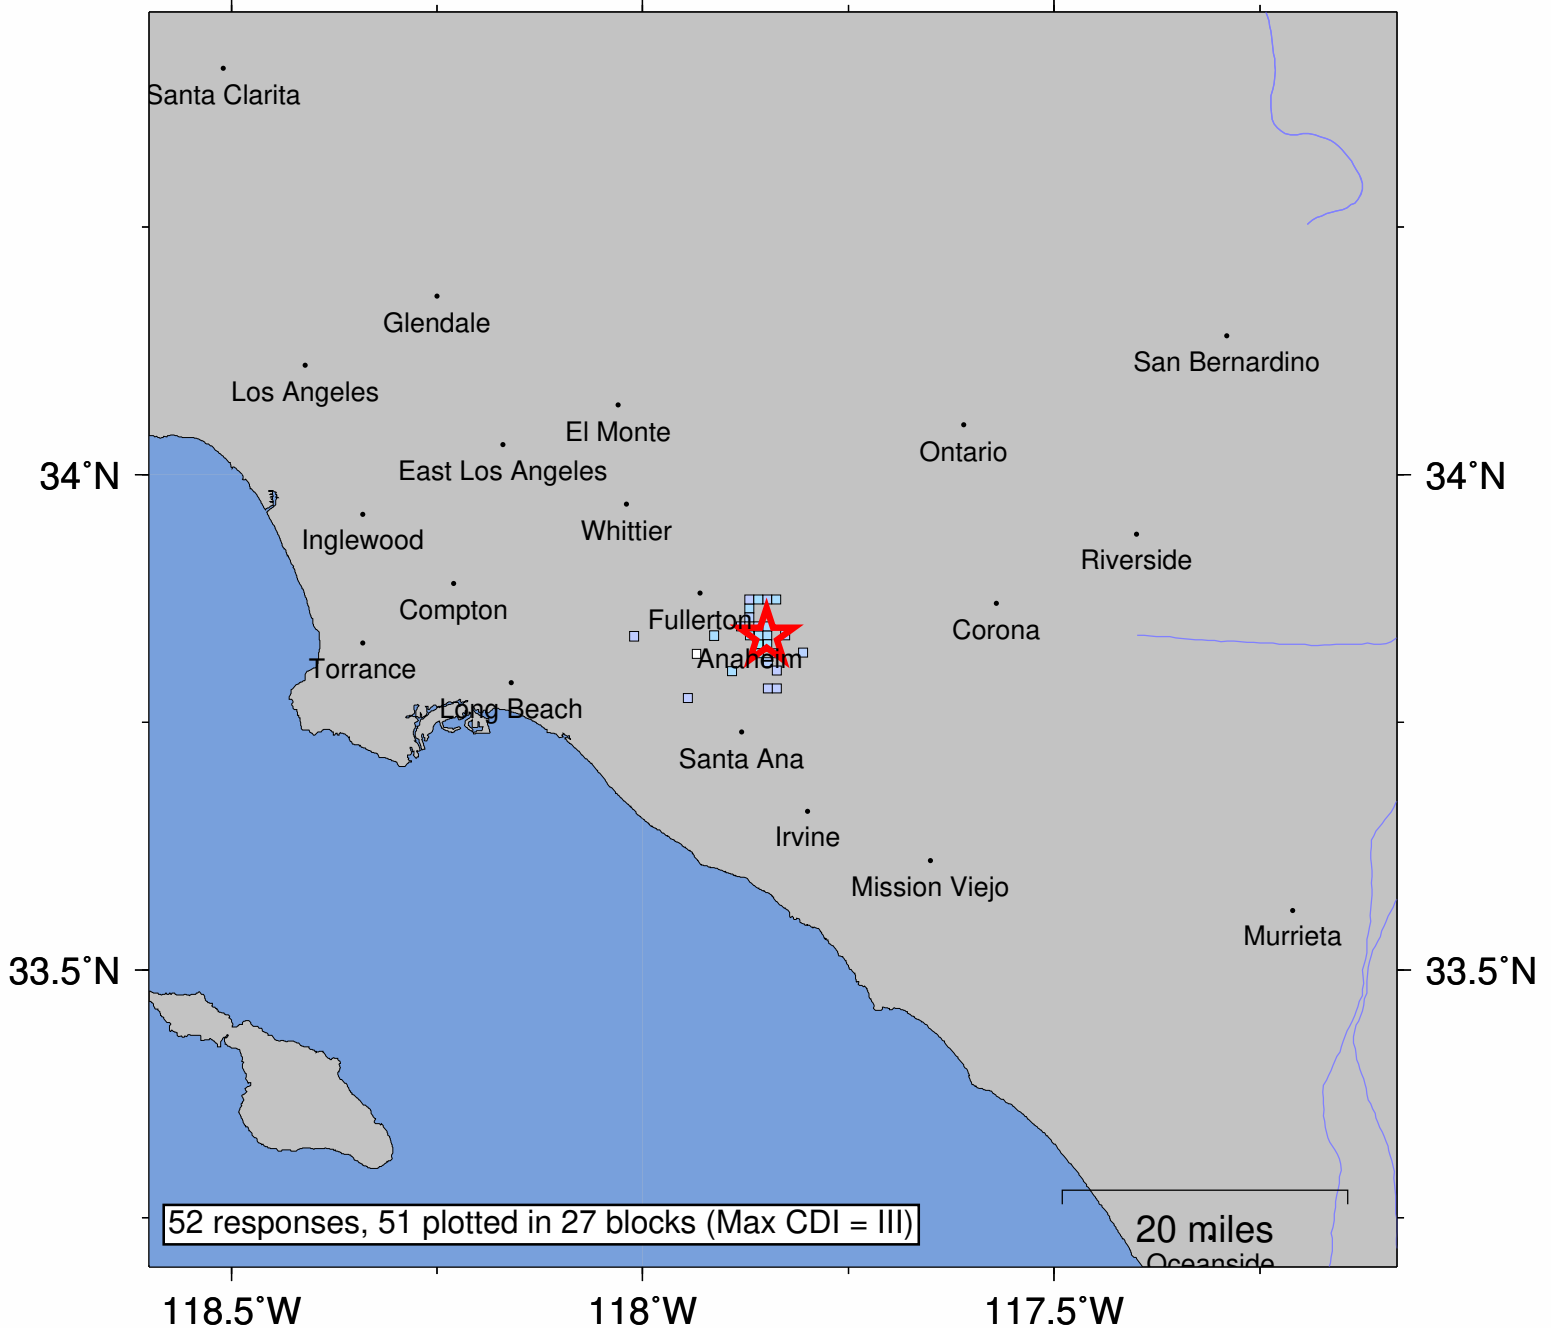 Santa Clarita
Glendale
San Bernardino
Los Angeles
El Monte
Ontario
East Los Angeles
34˚N
34˚N
Whittier
Inglewood
Riverside
Compton
Fullerton
Corona
Anaheim
Torrance
Long Beach
Santa Ana
Irvine
Mission Viejo
Murrieta
33.5˚N
33.5˚N
52 responses, 51 plotted in 27 blocks (Max CDI = III)
20 miles
Oceanside
118.5˚W
118˚W
117.5˚W